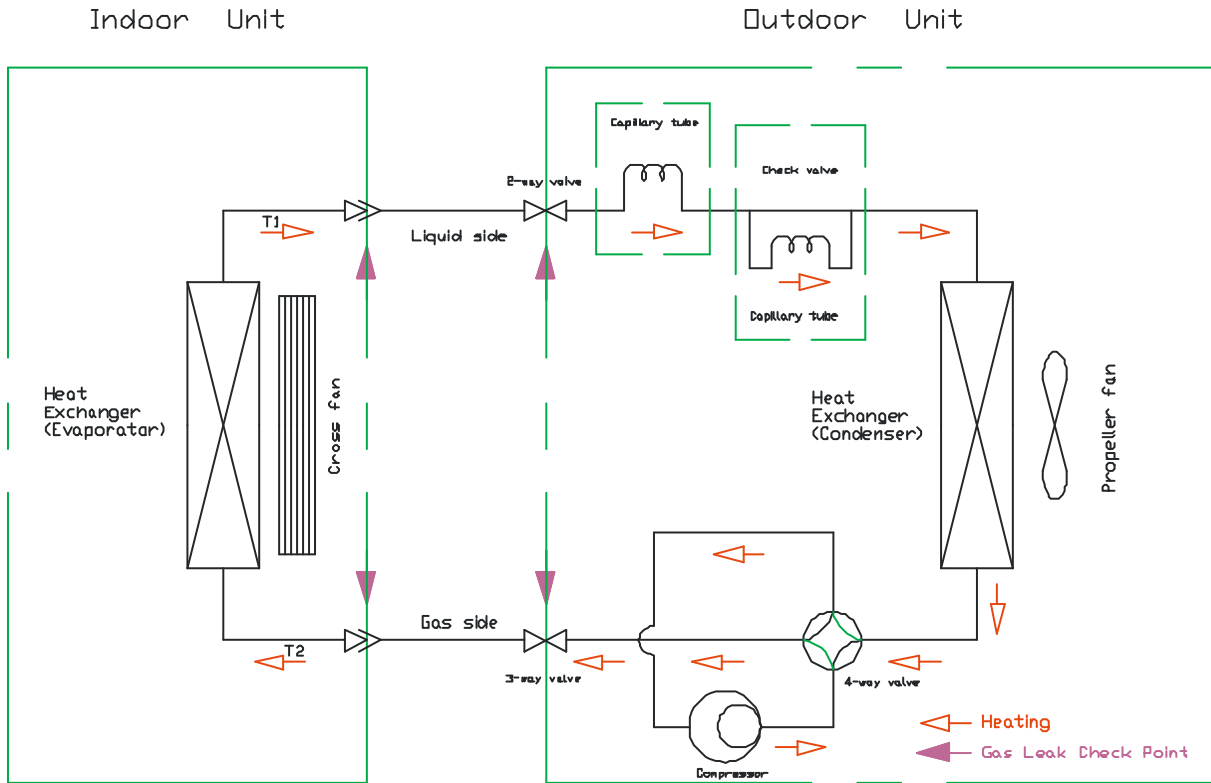 Indoor Unit
Outdoor Unit
Capillary tube
Check valve
2-way valve
T1
Liquid side
Capillary tube
Heat
Exchanger
(Evaporator)
Cross fan
Heat
Exchanger
(Condenser)
Propeller fan
Gas side
T2
3-way valve
4-way valve
Heating
Gas Leak Check Point
Compressor